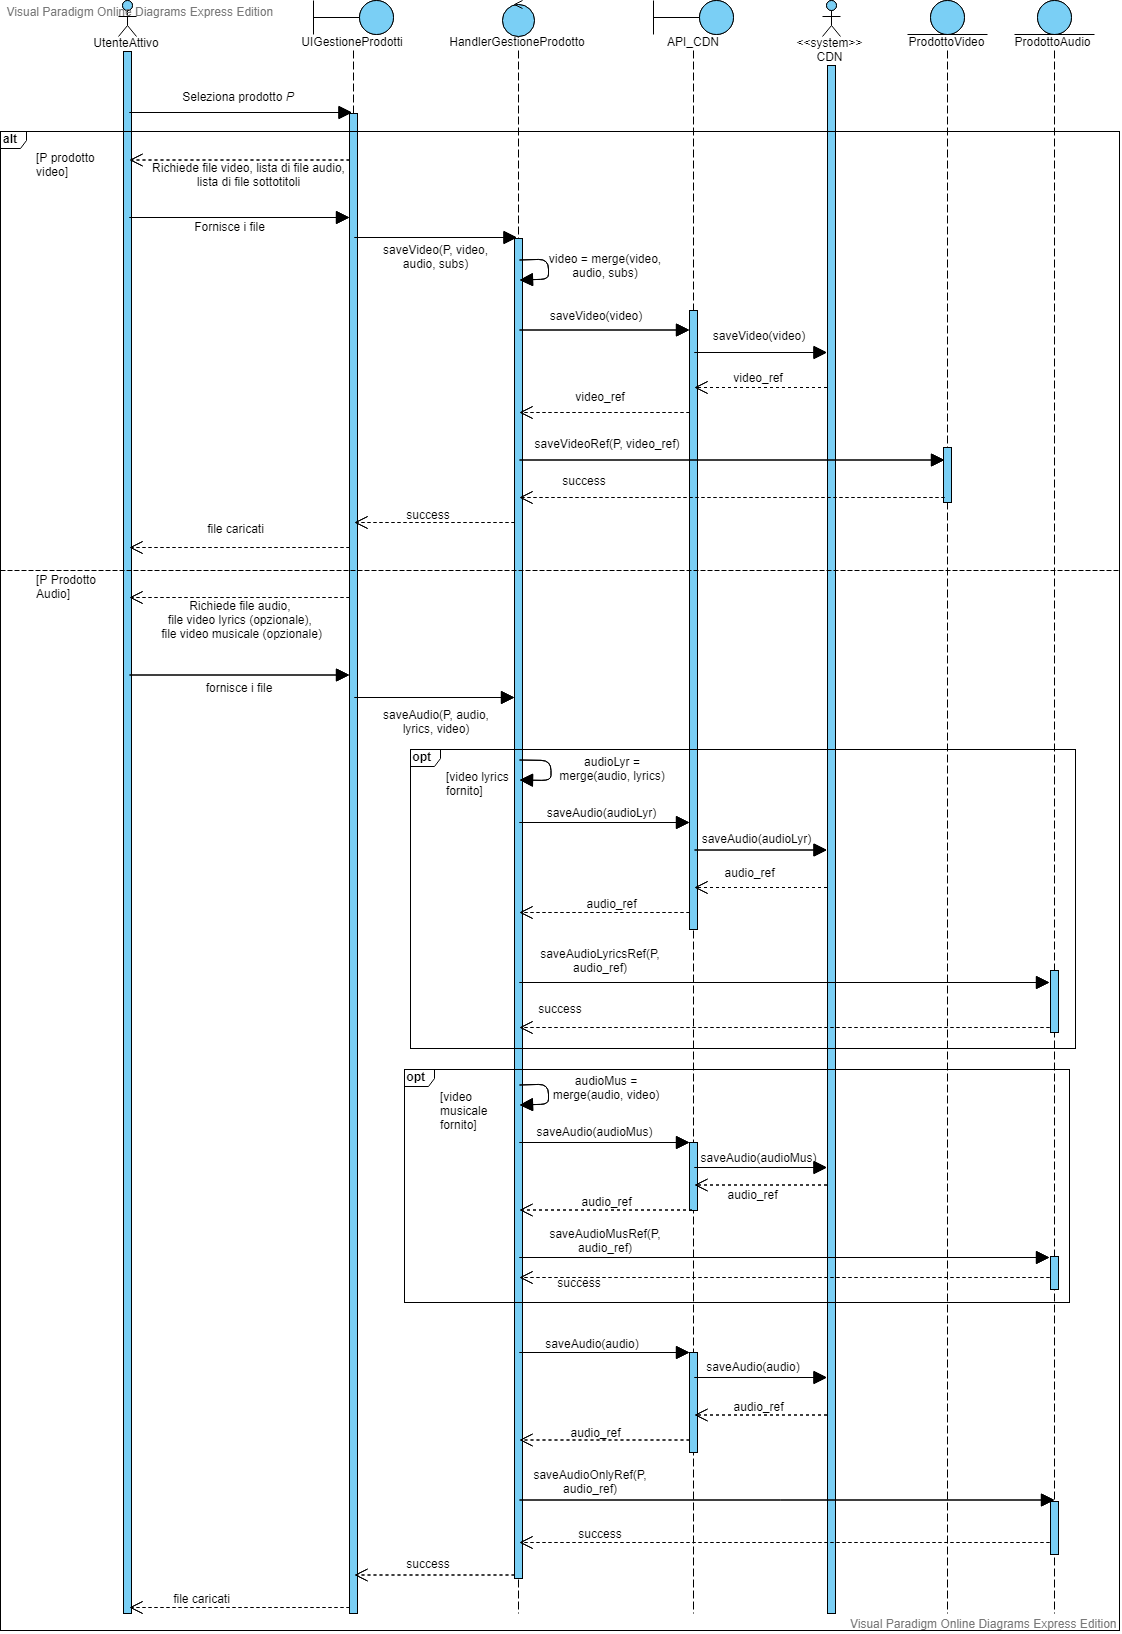 Visual Paradigm Online Diagrams Express Edition
UtenteAttivo
UIGestioneProdotti
HandlerGestioneProdotto
API_CDN
<<system>>
CDN
ProdottoVideo
ProdottoAudio
Seleziona prodotto P
alt
[P prodotto
video]
Richiede file video, lista di file audio,
lista di file sottotitoli
Fornisce i file
saveVideo(P, video,
audio, subs)
video = merge(video,
audio, subs)
saveVideo(video)
saveVideo(video)
video_ref
video_ref
saveVideoRef(P, video_ref)
success
success
file caricati
[P Prodotto
Audio]
Richiede file audio,
file video lyrics (opzionale),
file video musicale (opzionale)
fornisce i file
saveAudio(P, audio,
lyrics, video)
opt
[video lyrics
fornito]
audioLyr =
merge(audio, lyrics)
saveAudio(audioLyr)
saveAudio(audioLyr)
audio_ref
audio_ref
saveAudioLyricsRef(P,
audio_ref)
success
opt
[video
musicale
fornito]
audioMus =
merge(audio, video)
saveAudio(audioMus)
saveAudio(audioMus)
audio_ref
audio_ref
saveAudioMusRef(P,
audio_ref)
success
saveAudio(audio)
saveAudio(audio)
audio_ref
audio_ref
saveAudioOnlyRef(P,
audio_ref)
success
success
file caricati
Visual Paradigm Online Diagrams Express Edition